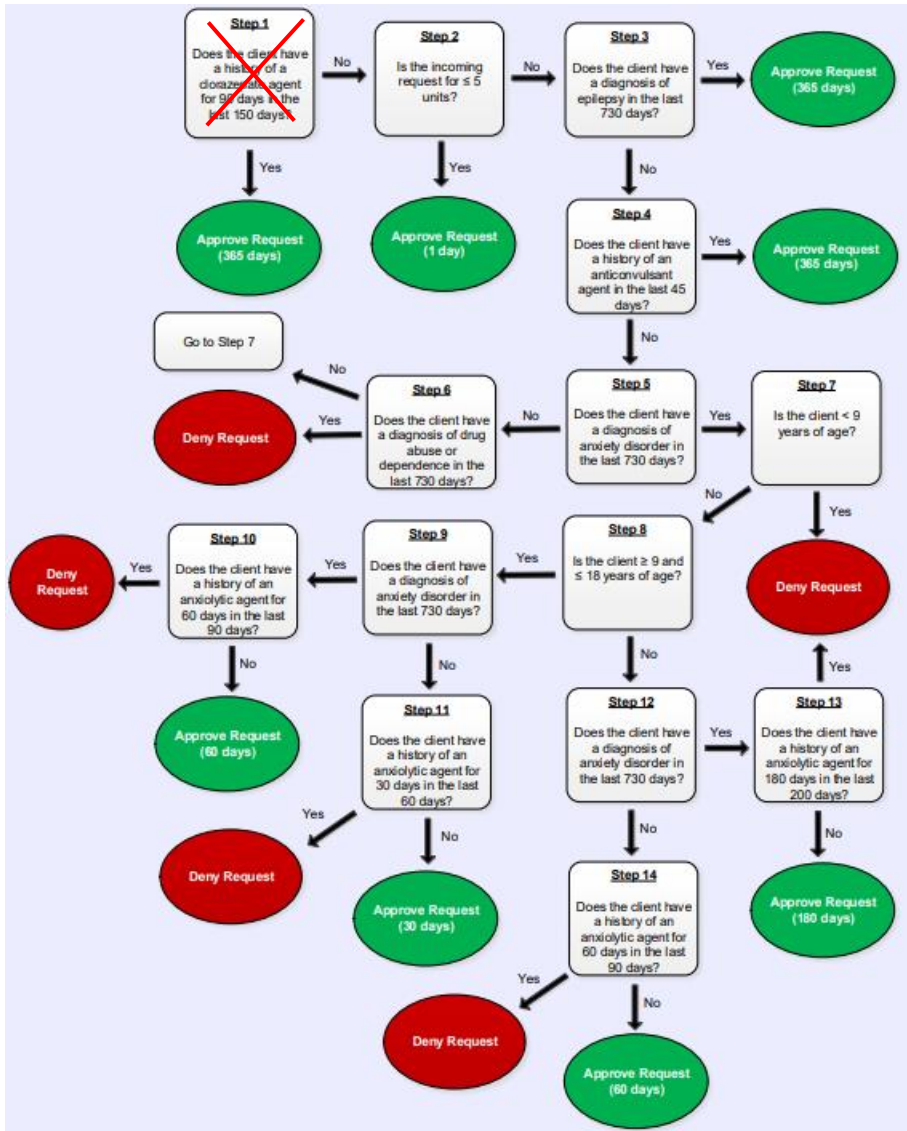 Step 1
Does the client have
a history of a
clorazepate agent
for 90 days in the
last 150 days?
No
Step 2
Is the incoming
request for ≤ 5
units?
No
Step 3
Does the client have
a diagnosis of
epilepsy in the last
730 days?
Yes
Approve Request
(365 days)
Yes
Approve Request
(365 days)
Yes
Approve Request
(1 day)
No
Step 4
Does the client have
a history of an
anticonvulsant
agent in the last 45
days?
Yes
Approve Request
(365 days)
No
Go to Step 7
No
Step 6
Does the client have
a diagnosis of drug
abuse or
dependence in the
last 730 days?
Yes
Deny Request
No
Step 5
Does the client have
a diagnosis of
anxiety disorder in
the last 730 days?
Yes
Step 7
Is the client < 9
years of age?
No
Yes
Deny Request
Step 8
Is the client ≥ 9 and
≤ 18 years of age?
Yes
Step 9
Does the client have
a diagnosis of
anxiety disorder in
the last 730 days?
Yes
Step 10
Does the client have
a history of an
anxiolytic agent for
60 days in the last
90 days?
Yes
Deny
Request
No
Approve Request
(60 days)
No
Step 11
Does the client have
a history of an
anxiolytic agent for
30 days in the last
60 days?
Yes
Deny Request
No
Approve Request
(30 days)
No
Step 12
Does the client have
a diagnosis of
anxiety disorder in
the last 730 days?
Yes
Step 13
Does the client have
a history of an
anxiolytic agent for
180 days in the last
200 days?
Yes
No
Approve Request
(180 days)
No
Step 14
Does the client have
a history of an
anxiolytic agent for
60 days in the last
90 days?
Yes
Deny Request
No
Approve Request
(60 days)